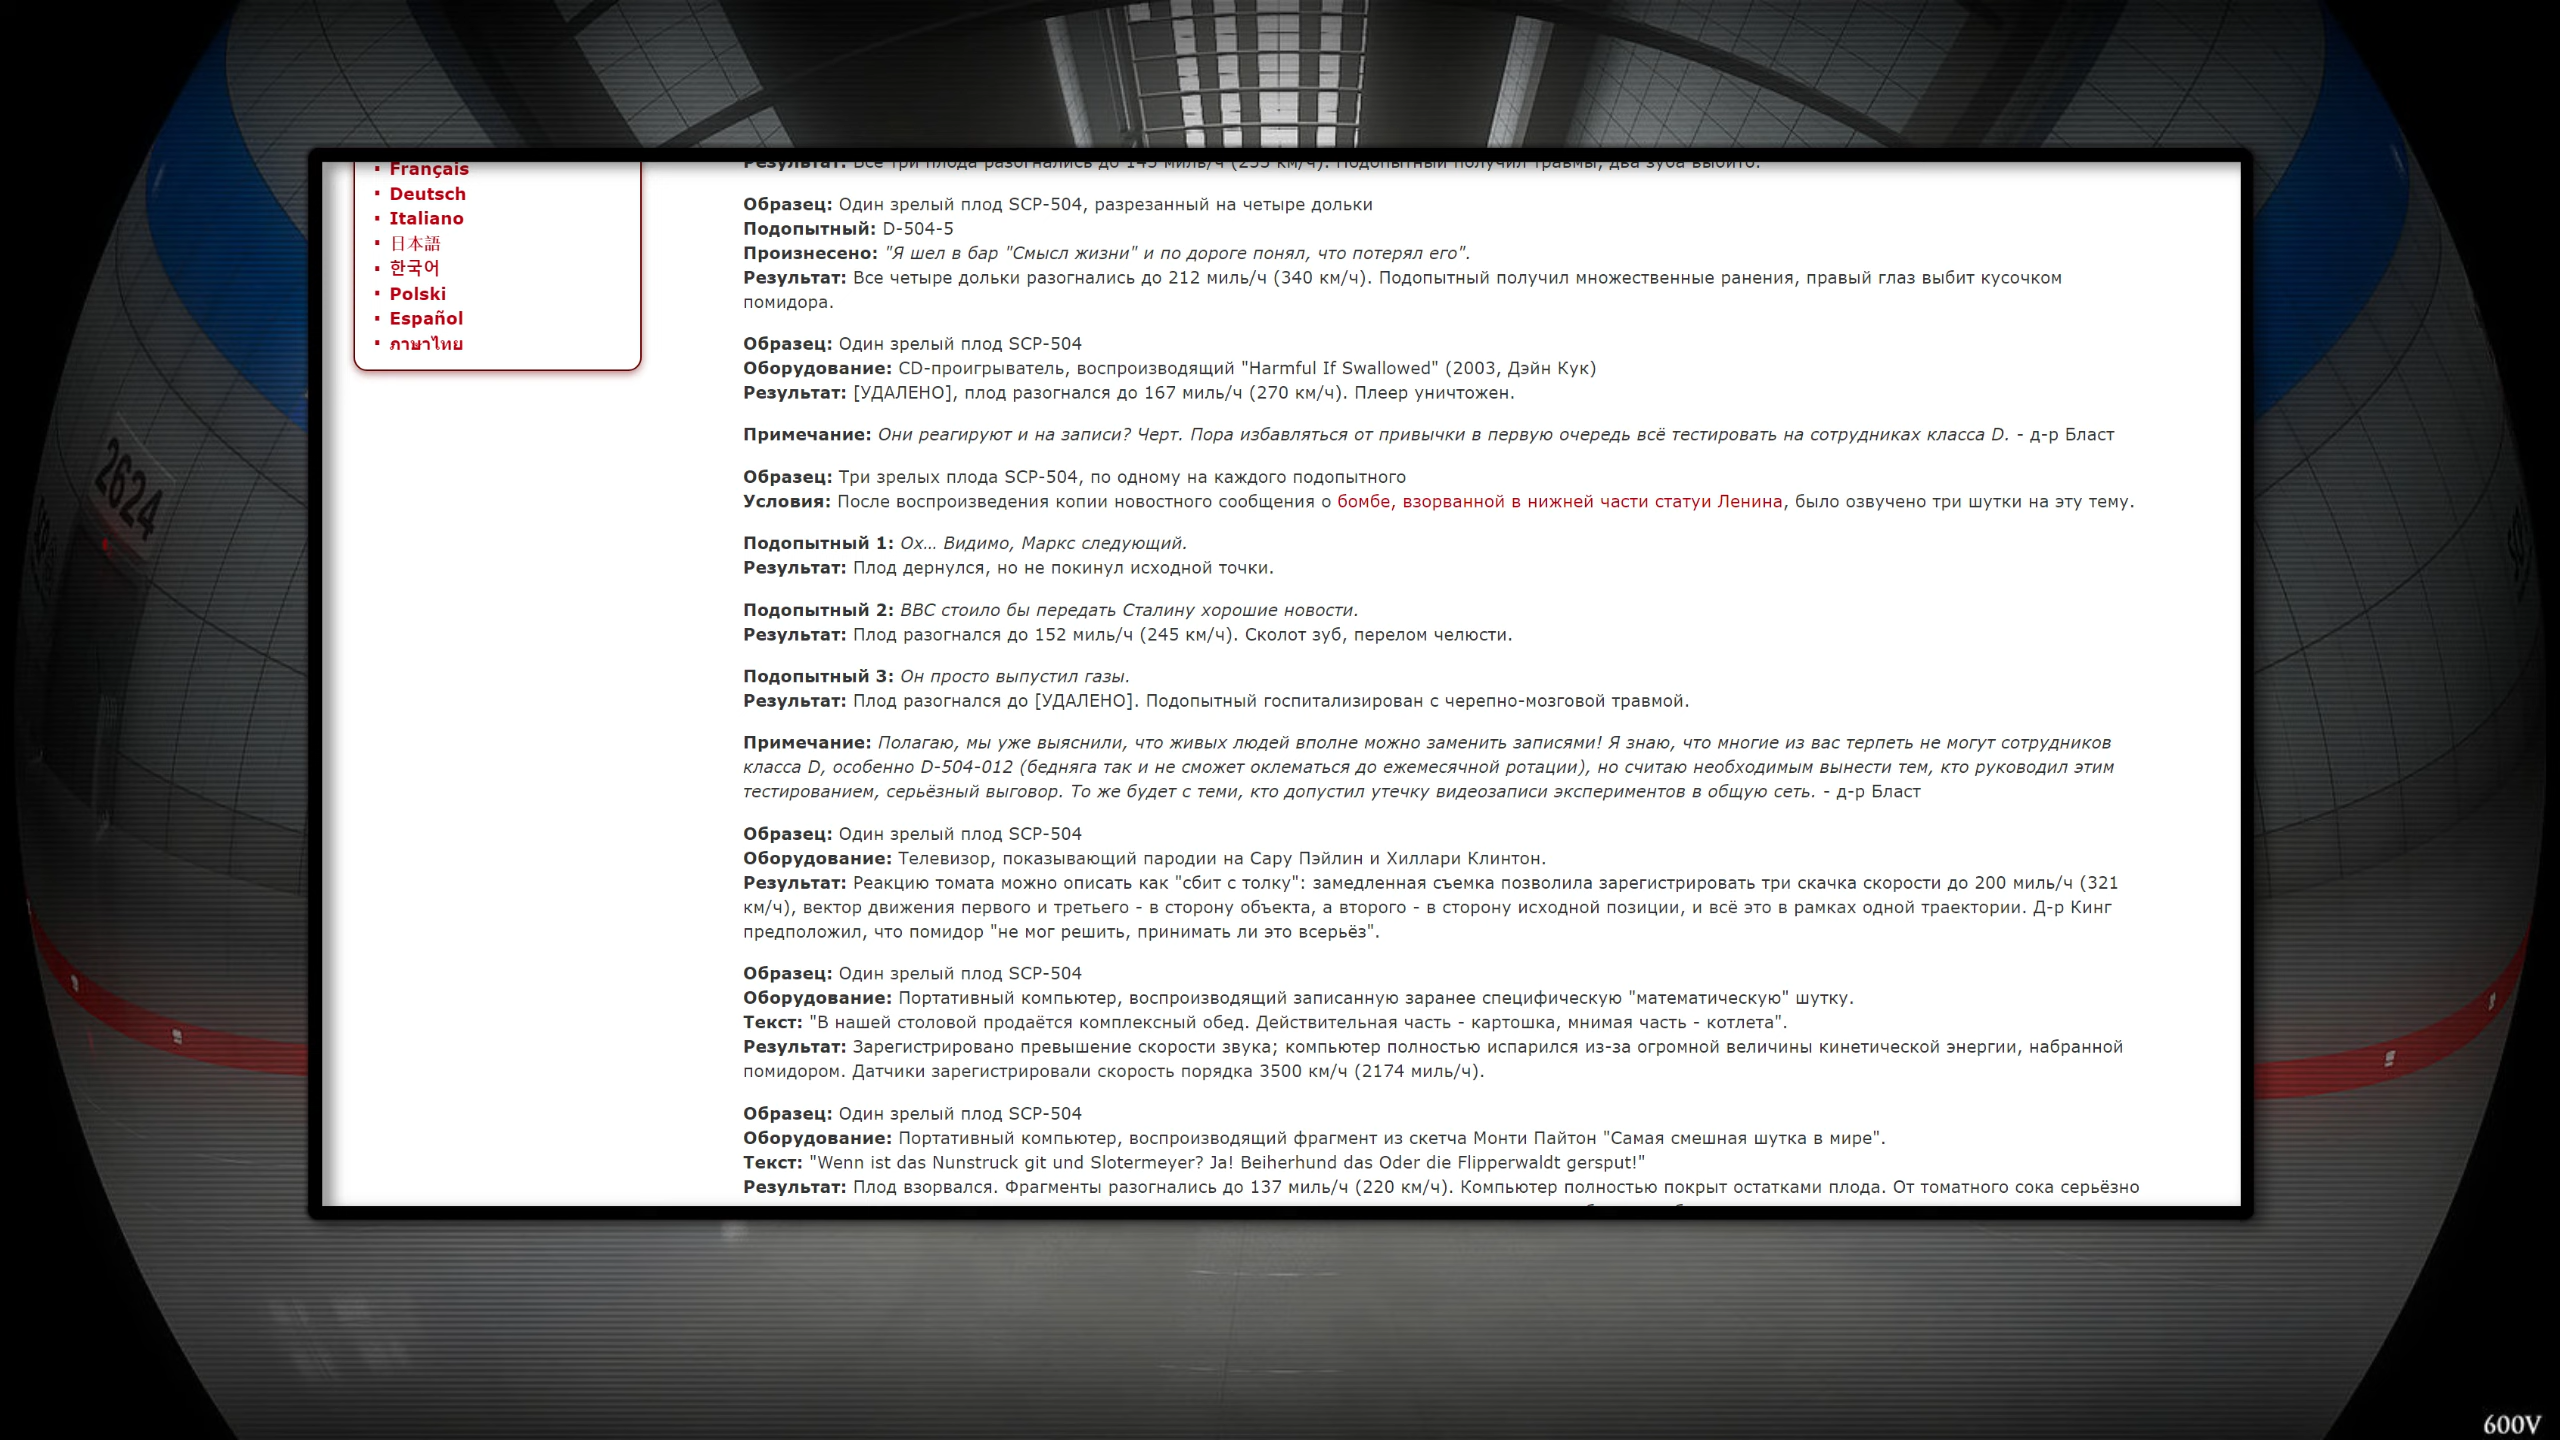 Результат: Все три плода разогнались до 145 миль/ч (233 км/ч). Подопытный получил травмы, два зуба выбито.
Français
Deutsch
Italiano
日本語
한국어
Polski
Español
ภาษาไทย
Образец: Один зрелый плод SCP-504, разрезанный на четыре дольки
Подопытный: D-504-5
Произнесено: "Я шел в бар "Смысл жизни" и по дороге понял, что потерял его".
Результат: Все четыре дольки разогнались до 212 миль/ч (340 км/ч). Подопытный получил множественные ранения, правый глаз выбит кусочком
помидора.
Образец: Один зрелый плод SCP-504
Оборудование: CD-проигрыватель, воспроизводящий "Harmful If Swallowed" (2003, Дэйн Кук)
Результат: [УДАЛЕНО], плод разогнался до 167 миль/ч (270 км/ч). Плеер уничтожен.
Примечание: Они реагируют и на записи? Черт. Пора избавляться от привычки в первую очередь всё тестировать на сотрудниках класса D. - д-р Бласт
Образец: Три зрелых плода SCP-504, по одному на каждого подопытного
Условия: После воспроизведения копии новостного сообщения о бомбе, взорванной в нижней части статуи Ленина, было озвучено три шутки на эту тему.
Подопытный 1: Ох... Видимо, Маркс следующий.
Результат: Плод дернулся, но не покинул исходной точки.
Подопытный 2: BBC стоило бы передать Сталину хорошие новости.
Результат: Плод разогнался до 152 миль/ч (245 км/ч). Сколот зуб, перелом челюсти.
Подопытный 3: Он просто выпустил газы.
Результат: Плод разогнался до [УДАЛЕНО]. Подопытный госпитализирован с черепно-мозговой травмой.
Примечание: Полагаю, мы уже выяснили, что живых людей вполне можно заменить записями! Я знаю, что многие из вас терпеть не могут сотрудников
класса D, особенно D-504-012 (бедняга так и не сможет оклематься до ежемесячной ротации), но считаю необходимым вынести тем, кто руководил этим
тестированием, серьёзный выговор. То же будет с теми, кто допустил утечку видеозаписи экспериментов в общую сеть. - д-р Бласт
Образец: Один зрелый плод SCP-504
Оборудование: Телевизор, показывающий пародии на Сару Пэйлин и Хиллари Клинтон.
Результат: Реакцию томата можно описать как "сбит с толку": замедленная съемка позволила зарегистрировать три скачка скорости до 200 миль/ч (321
км/ч), вектор движения первого и третьего - в сторону объекта, а второго - в сторону исходной позиции, и всё это в рамках одной траектории. Д-р Кинг
предположил, что помидор "не мог решить, принимать ли это всерьёз".
Образец: Один зрелый плод SCP-504
Оборудование: Портативный компьютер, воспроизводящий записанную заранее специфическую "математическую" шутку.
Текст: "В нашей столовой продаётся комплексный обед. Действительная часть - картошка, мнимая часть - котлета".
Результат: Зарегистрировано превышение скорости звука; компьютер полностью испарился из-за огромной величины кинетической энергии, набранной
помидором. Датчики зарегистрировали скорость порядка 3500 км/ч (2174 миль/ч).
Образец: Один зрелый плод SCP-504
Оборудование: Портативный компьютер, воспроизводящий фрагмент из скетча Монти Пайтон "Самая смешная шутка в мире".
Текст: "Wenn ist das Nunstruck git und Slotermeyer? Ja! Beiherhund das Oder die Flipperwaldt gersput!"
Результат: Плод взорвался. Фрагменты разогнались до 137 миль/ч (220 км/ч). Компьютер полностью покрыт остатками плода. От томатного сока серьёзно
2624
600V